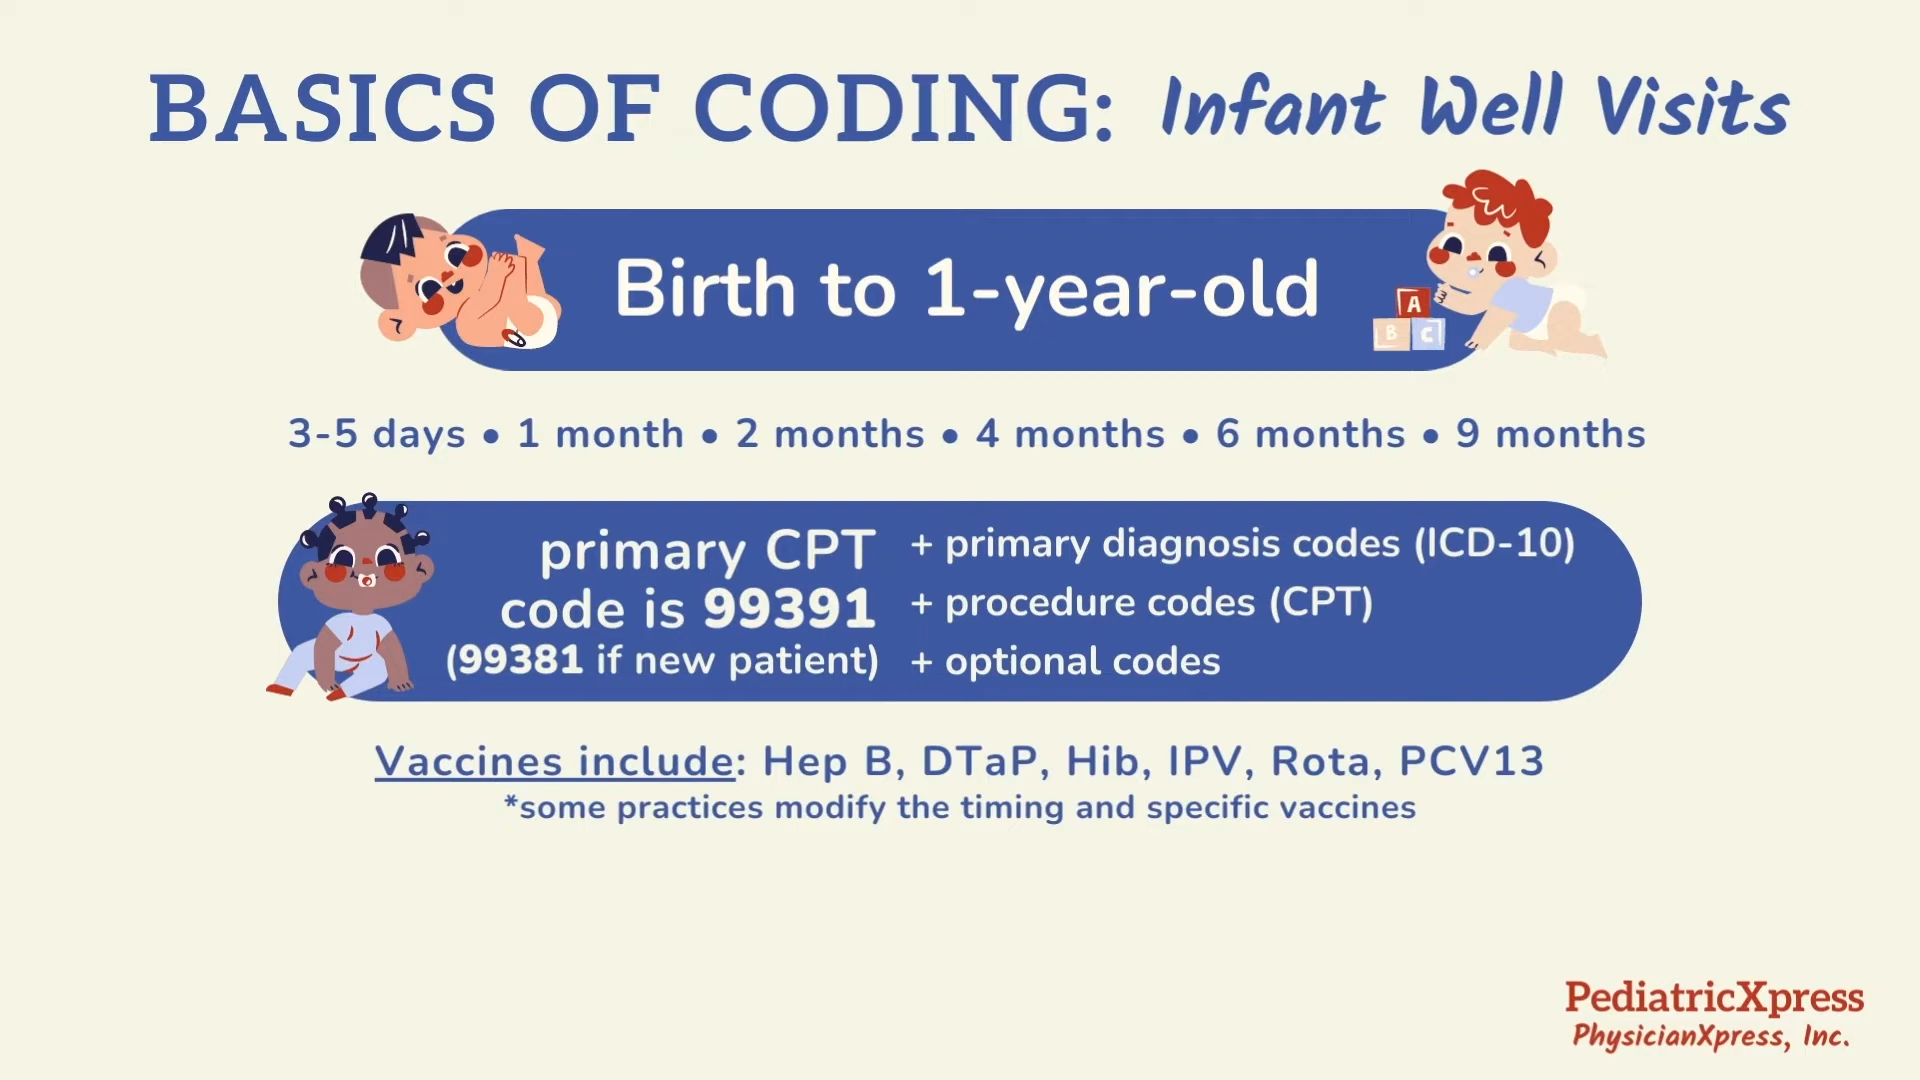 BASICS OF CODING: Infant Well Visits
Birth to 1-year-old
A
B C
3-5 days • 1 month • 2 months • 4 months • 6 months • 9 months
primary CPT
code is 99391
(99381 if new patient)
+ primary diagnosis codes (ICD-10)
+ procedure codes (CPT)
+ optional codes
Vaccines include: Hep B, DTaP, Hib, IPV, Rota, PCV13
*some practices modify the timing and specific vaccines
PediatricXpress
PhysicianXpress, Inc.